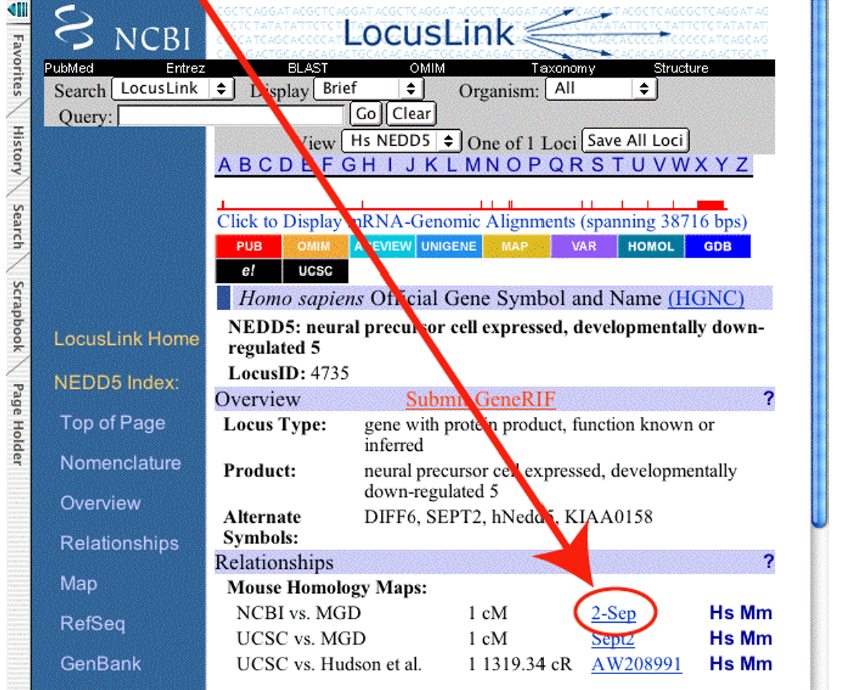 NCBI
LocusLink
PubMed Entrez BLAST OMIM Taxonomy Structure
Search LocusLink Display Brief Organism: All
Query: Go Clear
View Hs NEDD5 One of 1 Loci Save All Loci
A B C D E F G H I J K L M N O P Q R S T U V W X Y Z
Click to Display mRNA-Genomic Alignments (spanning 38716 bps)
PUB OMIM ACEVIEW UNIGENE MAP VAR HOMOL GDB
e! UCSC
Homo sapiens Official Gene Symbol and Name (HGNC)
NEDD5: neural precursor cell expressed, developmentally down-
regulated 5
LocusID: 4735
Overview Submit GeneRIF ?
Locus Type: gene with protein product, function known or
inferred
Product: neural precursor cell expressed, developmentally
down-regulated 5
Alternate DIFF6, SEPT2, hNedd5, KIAA0158
Symbols:
Relationships ?
Mouse Homology Maps:
NCBI vs. MGD 1 cM 2-Sep Hs Mm
UCSC vs. MGD 1 cM Sept2 Hs Mm
UCSC vs. Hudson et al. 1 1319.34 cR AW208991 Hs Mm
LocusLink Home
NEDD5 Index:
Top of Page
Nomenclature
Overview
Relationships
Map
RefSeq
GenBank
Favorites
History
Search
Scrapbook
Page Holder